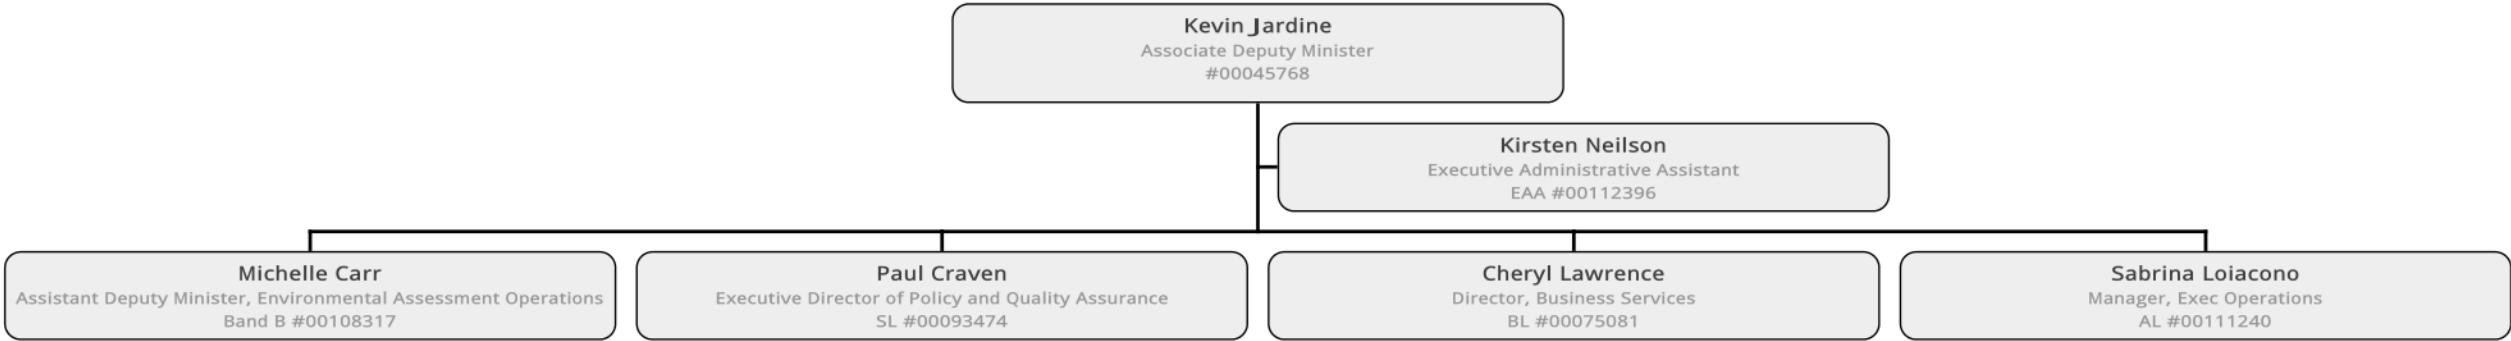 Kevin Jardine
Associate Deputy Minister
#00045768
Kirsten Neilson
Executive Administrative Assistant
EAA #00112396
Michelle Carr
Assistant Deputy Minister, Environmental Assessment Operations
Band B #00108317
Paul Craven
Executive Director of Policy and Quality Assurance
SL #00093474
Cheryl Lawrence
Director, Business Services
BL #00075081
Sabrina Loiacono
Manager, Exec Operations
AL #00111240